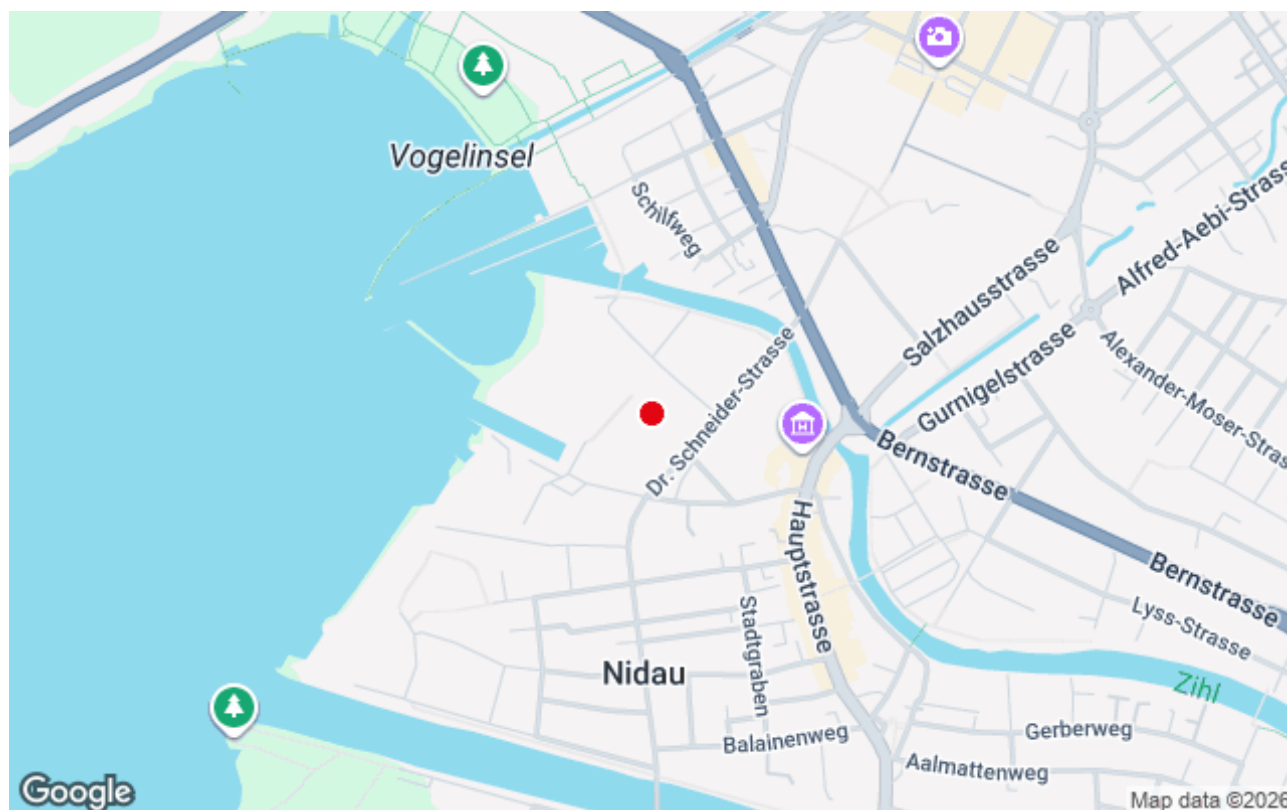 Vogelinsel
Schilfweg
Alfred-Aebi-Strass
Salzhausstrasse
Gurnigelstrasse
Alexander-Moser-Stras
Dr. Schneider-Strasse
Bernstrasse
Hauptstrasse
Bernstrasse
Lyss-Strasse
Stadtgraben
Nidau
Zihl
Balainenweg
Gerberweg
Aalmattenweg
Google
Map data ©2026